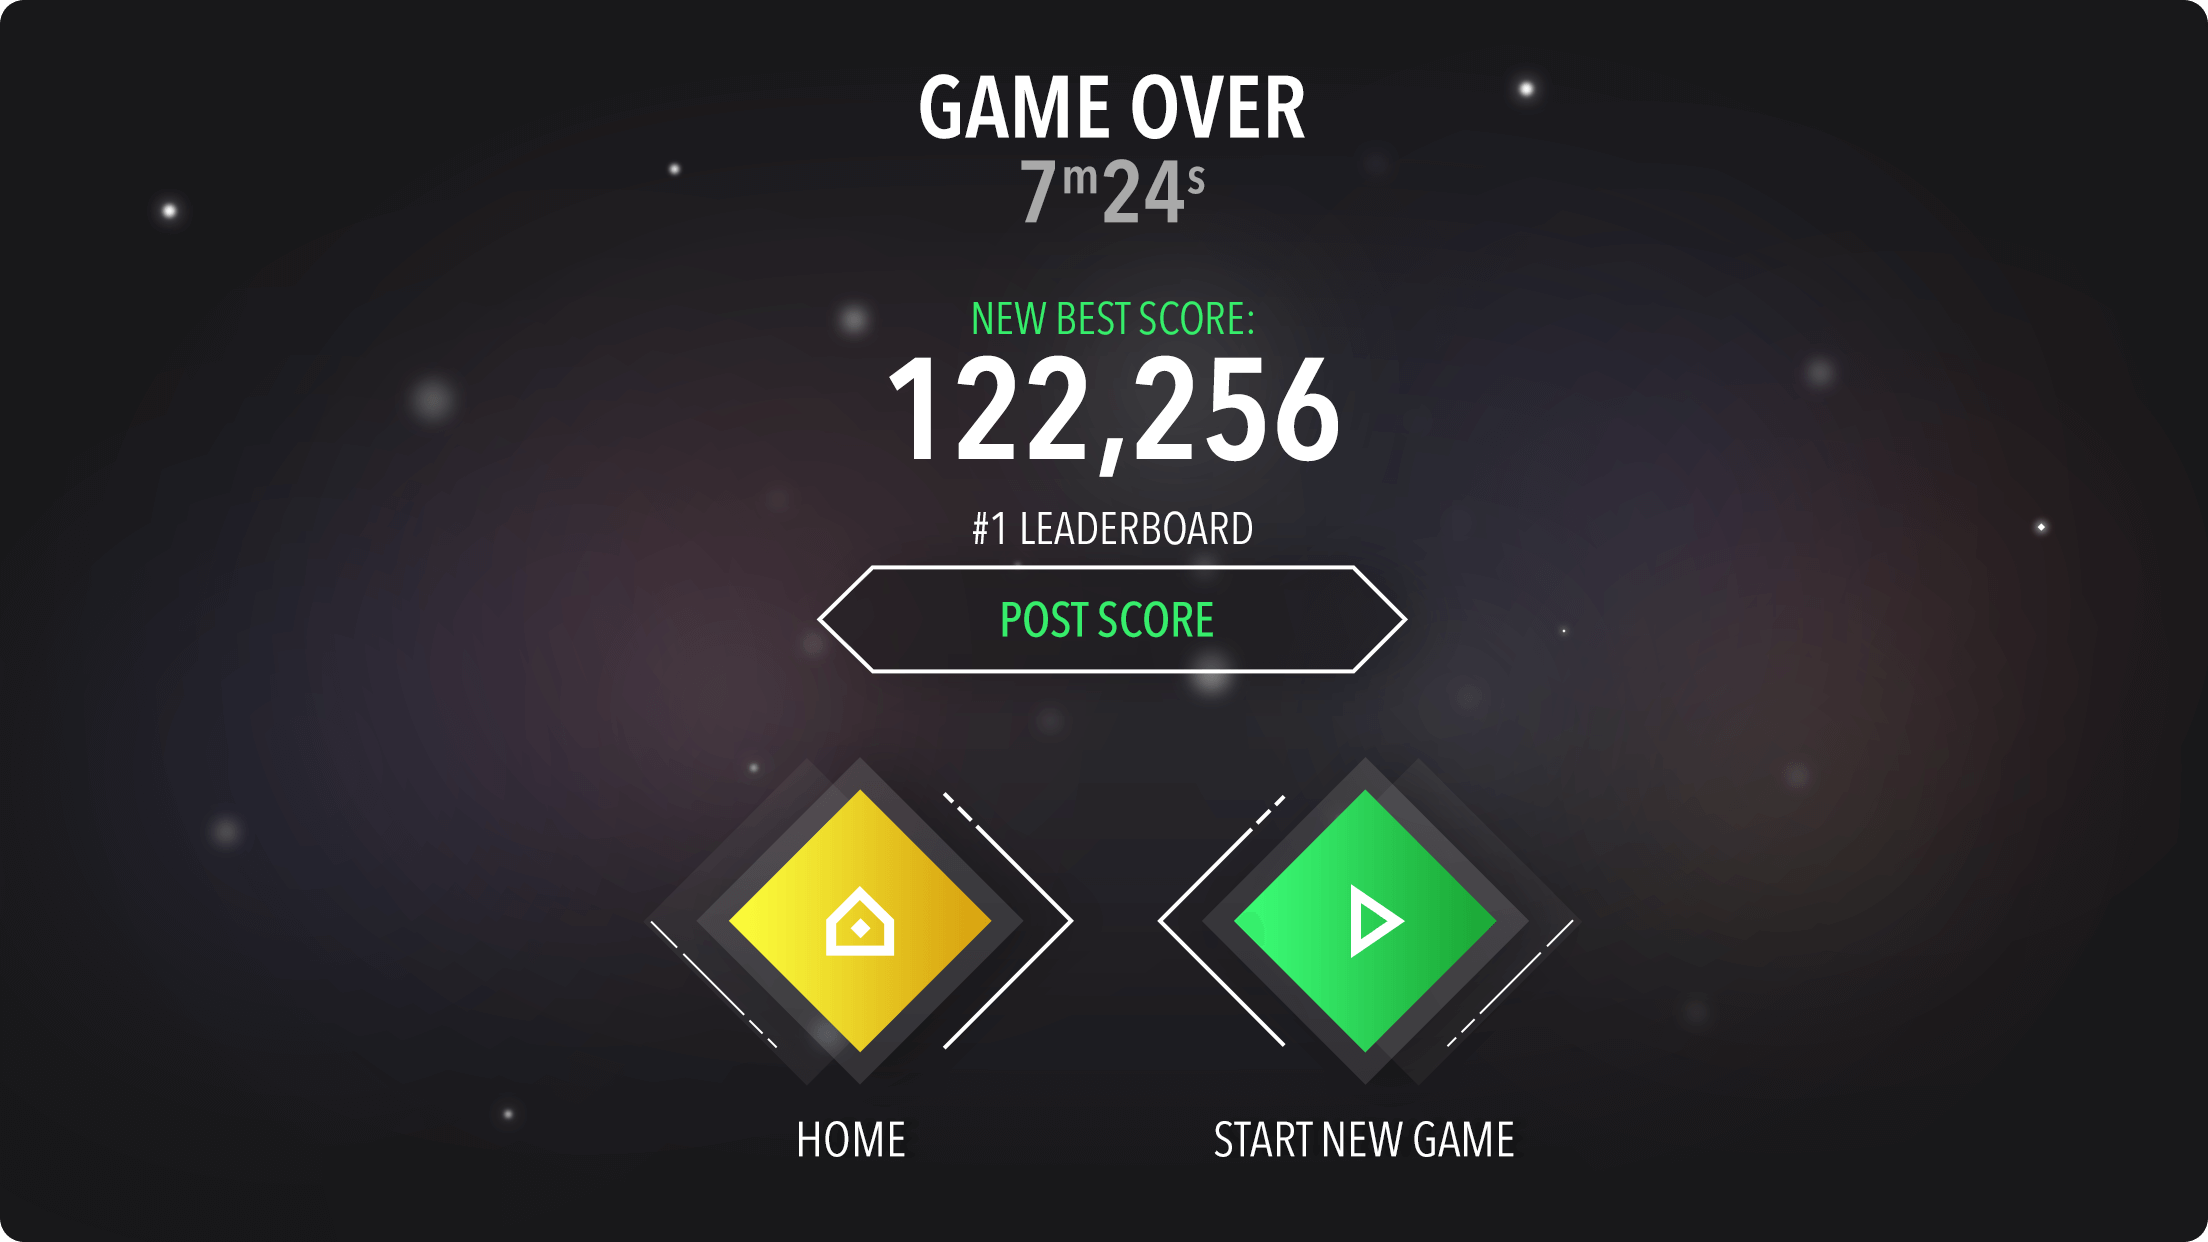 GAME OVER
7m24s
NEW BEST SCORE:
122,256
#1 LEADERBOARD
POST SCORE
HOME
START NEW GAME